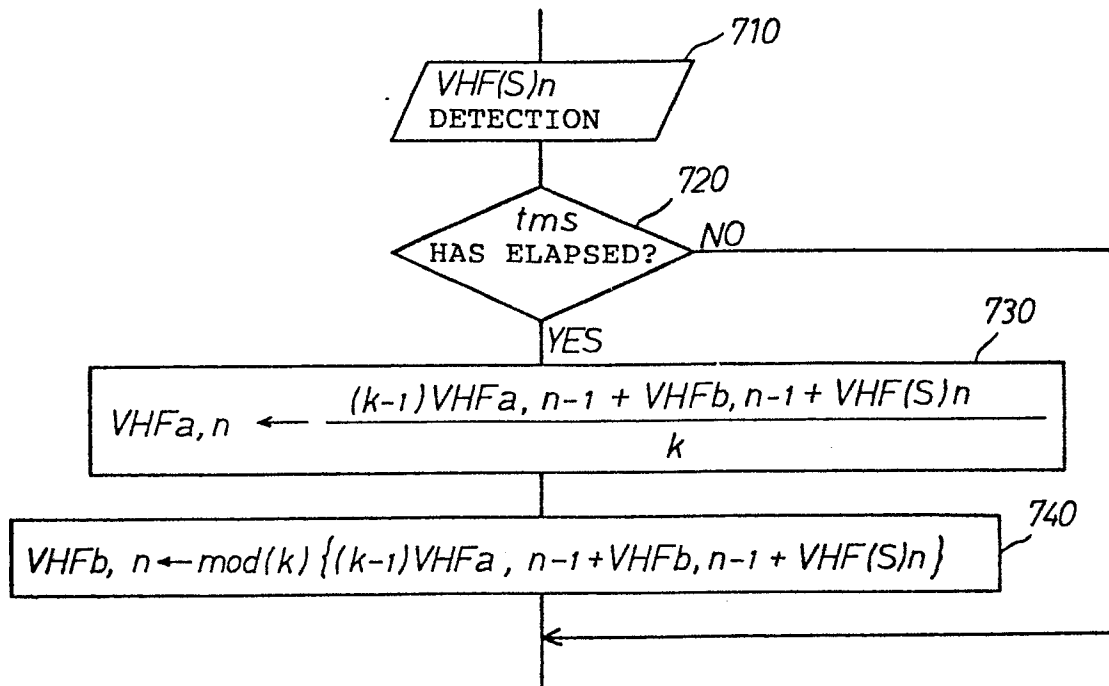 710
VHF(S)n
DETECTION
720
tms
HAS ELAPSED?
NO
YES
730
(k-1)VHFa, n-1 + VHFb, n-1 + VHF(S)n
VHFa, n ←
k
740
VHFb, n←mod(k){(k-1)VHFa, n-1+VHFb, n-1 + VHF(S)n}